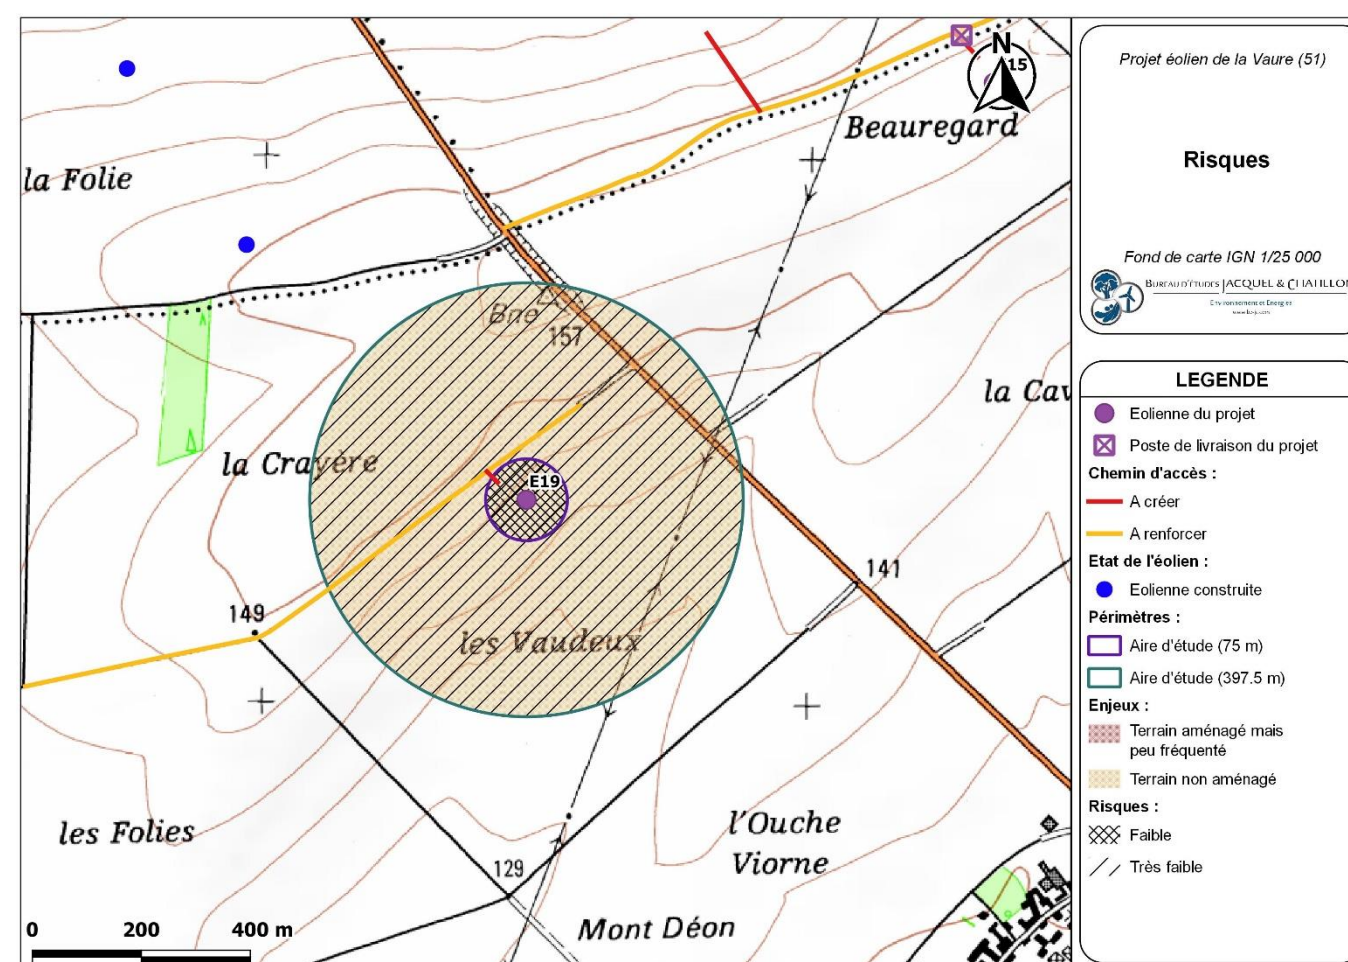 N
15
Beauregard
la Folie
Bne
157
la Cav
la Crayère
E19
141
149
les Vaudeux
les Folies
l'Ouche
Viorne
129
Mont Déon
0 200 400 m
Projet éolien de la Vaure (51)
Risques
Fond de carte IGN 1/25 000
BUREAU D'ÉTUDES JACQUEL & CHATILLON
Environnement et Energies
LEGENDE
Eolienne du projet
Poste de livraison du projet
Chemin d'accès :
A créer
A renforcer
Etat de l'éolien :
Eolienne construite
Périmètres :
Aire d'étude (75 m)
Aire d'étude (397.5 m)
Enjeux :
Terrain aménagé mais
peu fréquenté
Terrain non aménagé
Risques :
Faible
Très faible